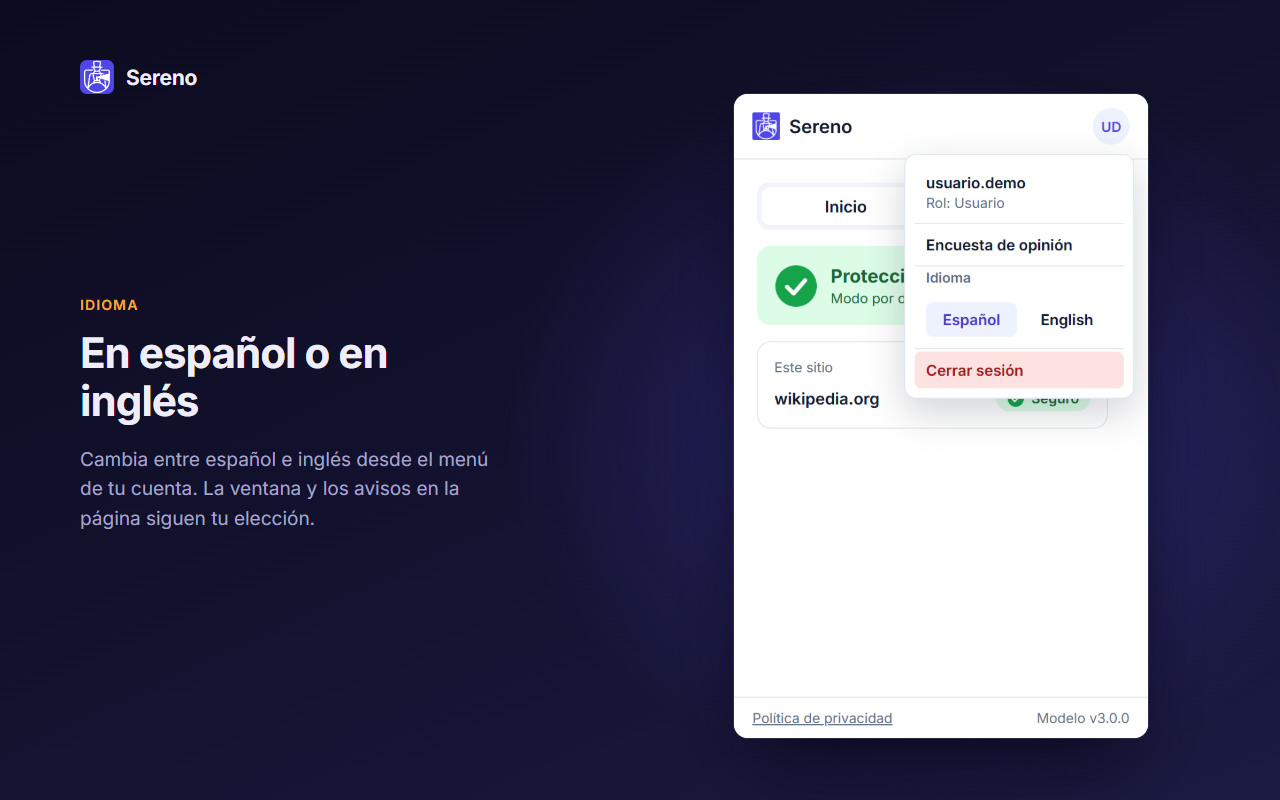 Sereno
IDIOMA
En español o en
inglés
Cambia entre español e inglés desde el menú
de tu cuenta. La ventana y los avisos en la
página siguen tu elección.
Sereno
UD
usuario.demo
Rol: Usuario
Encuesta de opinión
Idioma
Español English
Cerrar sesión
Inicio
Este sitio
wikipedia.org
Seguro
Política de privacidad
Modelo v3.0.0